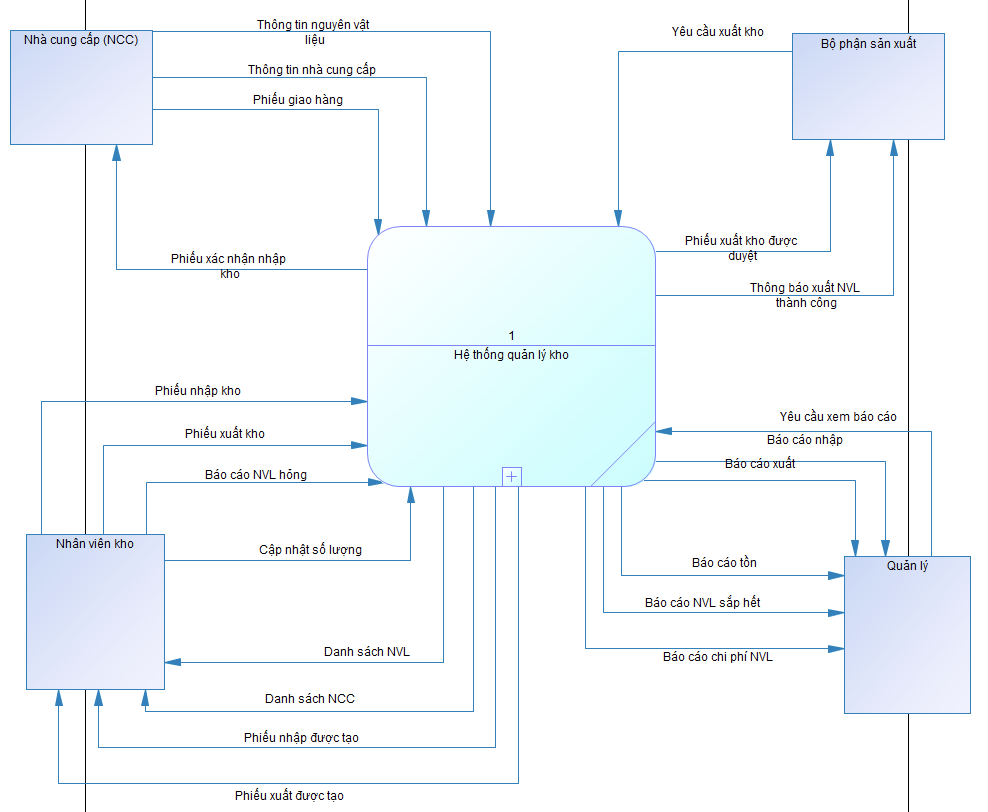 Thông tin nguyên vật
liệu
Yêu cầu xuất kho
Nhà cung cấp (NCC)
Bộ phận sản xuất
Thông tin nhà cung cấp
Phiếu giao hàng
Phiếu xuất kho được
duyệt
Phiếu xác nhận nhập
kho
Thông báo xuất NVL
thành công
1
Hệ thống quản lý kho
Phiếu nhập kho
Yêu cầu xem báo cáo
Phiếu xuất kho
Báo cáo nhập
Báo cáo xuất
Báo cáo NVL hỏng
Nhân viên kho
Cập nhật số lượng
Báo cáo tồn
Quản lý
Báo cáo NVL sắp hết
Danh sách NVL
Báo cáo chi phí NVL
Danh sách NCC
Phiếu nhập được tạo
Phiếu xuất được tạo